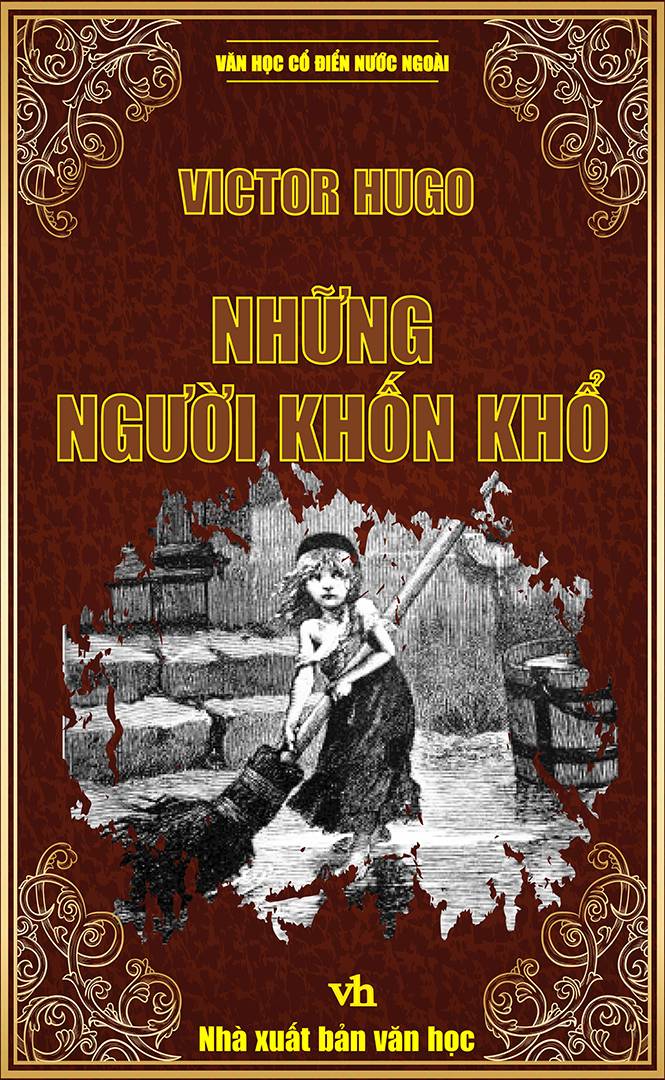 VĂN HỌC CỔ ĐIỂN NƯỚC NGOÀI
VICTOR HUGO
NHỮNG
NGƯỜI KHỐN KHỔ
vh
Nhà xuất bản văn học